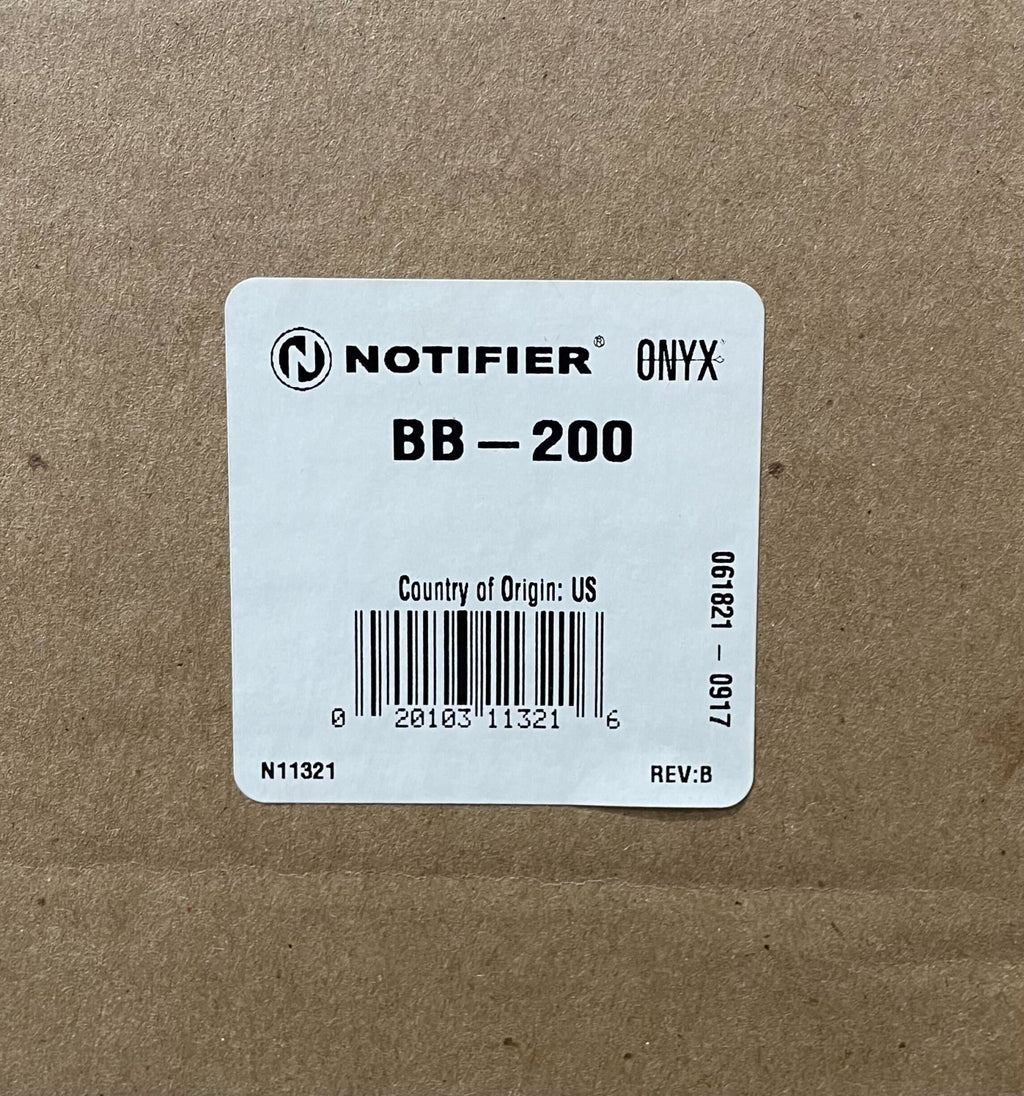 NOTIFIER® ONYX
BB — 200
Country of Origin: US
0 20103 11321 6
N11321
REV:B
061821 — 0917